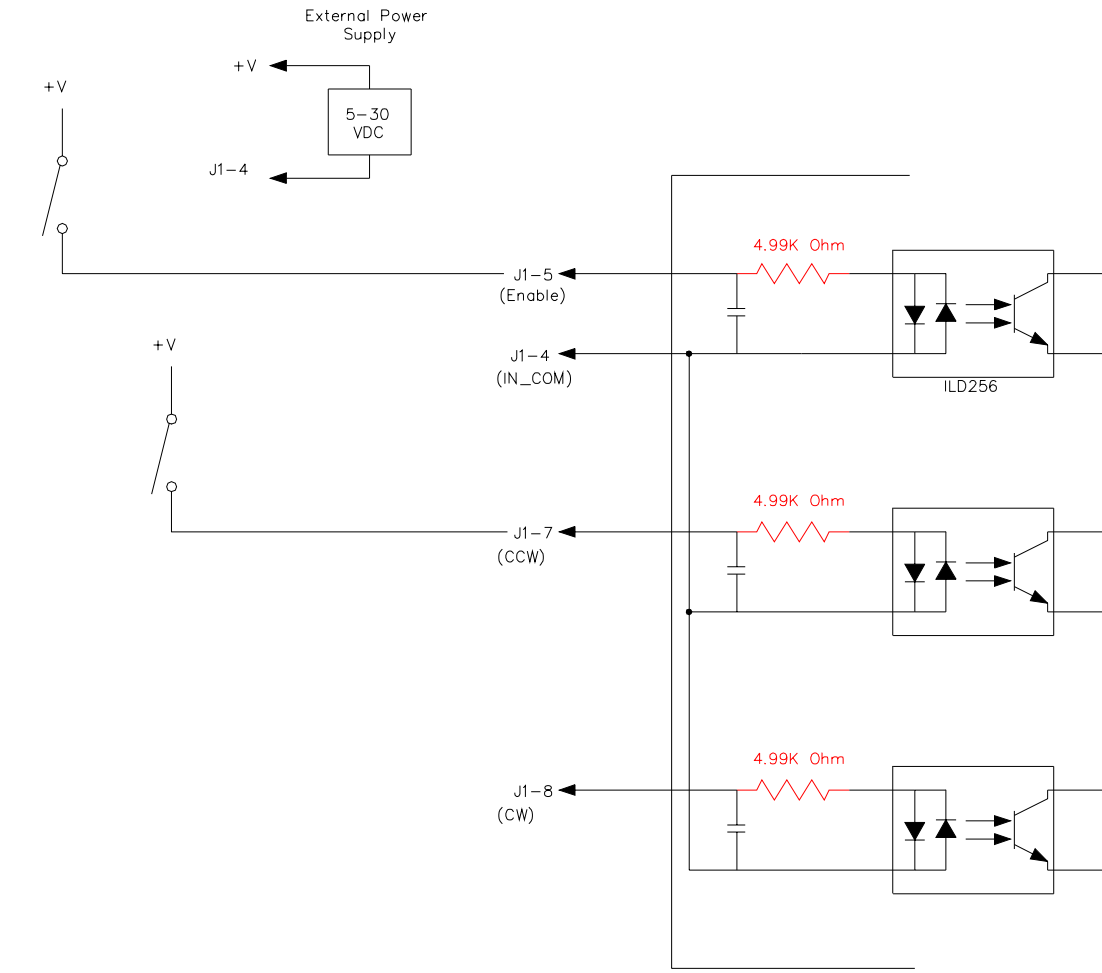 External Power
Supply
+V
+V
5-30
VDC
J1-4
4.99K Ohm
J1-5
(Enable)
+V
J1-4
(IN_COM)
ILD256
4.99K Ohm
J1-7
(CCW)
4.99K Ohm
J1-8
(CW)